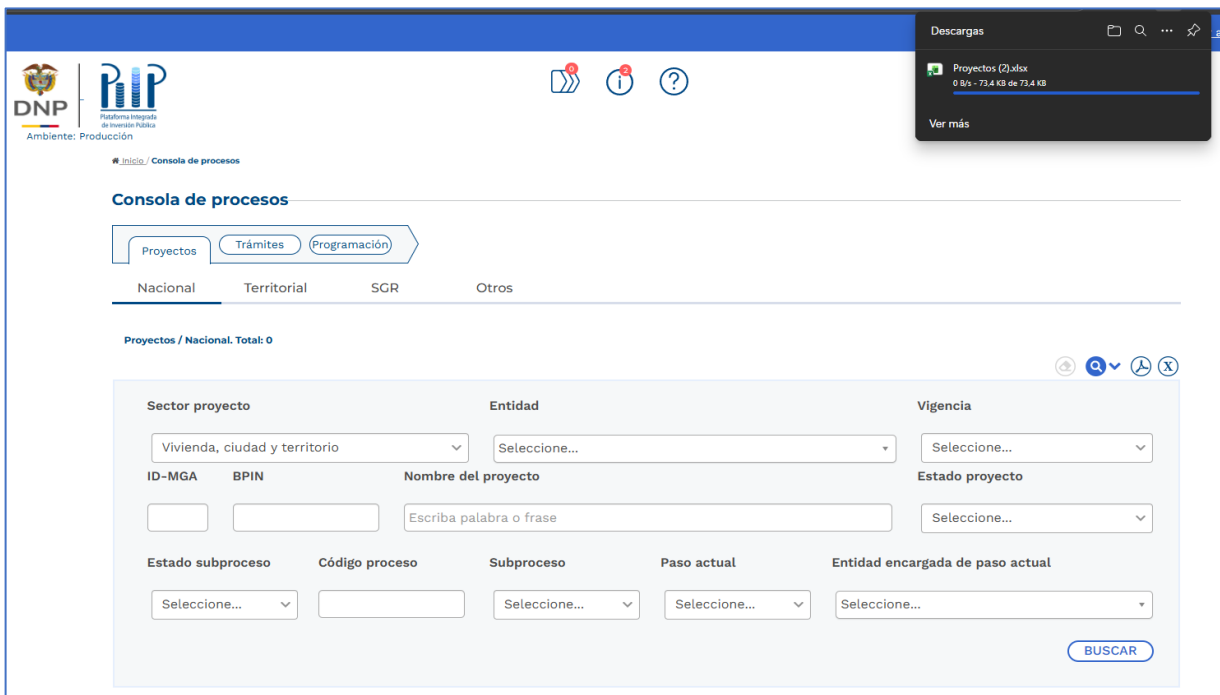 Descargas
Proyectos (2).xlsx
0 B/s - 73,4 KB de 73,4 KB
Ver más
DNP
PIIP
Plataforma Integrada
de Inversión Pública
Ambiente: Producción
0
2
?
Inicio / Consola de procesos
Consola de procesos
Proyectos Trámites Programación
Nacional Territorial SGR Otros
Proyectos / Nacional. Total: 0
X
Sector proyecto Entidad Vigencia
Vivienda, ciudad y territorio Seleccione... Seleccione...
ID-MGA BPIN Nombre del proyecto Estado proyecto
Escriba palabra o frase Seleccione...
Estado subproceso Código proceso Subproceso Paso actual Entidad encargada de paso actual
Seleccione... Seleccione... Seleccione... Seleccione...
BUSCAR